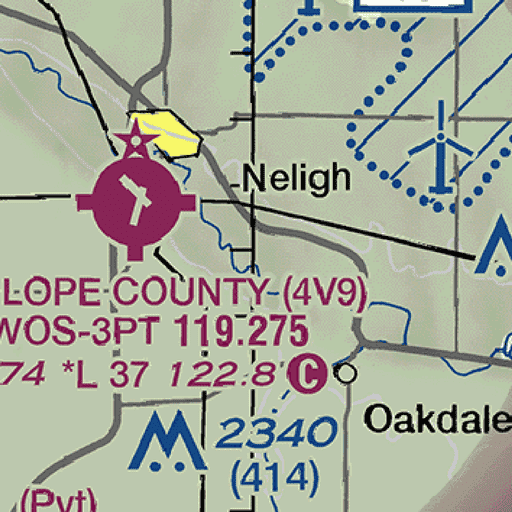 Neligh
LOPE COUNTY (4V9)
WOS-3PT 119.275
74 *L 37 122.8 C
Oakdale
2340
(414)
(Pvt)